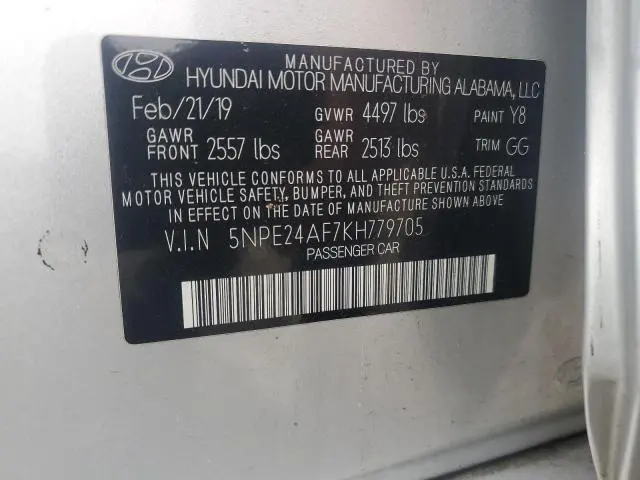 MANUFACTURED BY
HYUNDAI MOTOR MANUFACTURING ALABAMA, LLC
Feb/21/19 GVWR 4497 lbs PAINT Y8
GAWR FRONT 2557 lbs GAWR REAR 2513 lbs TRIM GG
THIS VEHICLE CONFORMS TO ALL APPLICABLE U.S.A. FEDERAL
MOTOR VEHICLE SAFETY, BUMPER, AND THEFT PREVENTION STANDARDS
IN EFFECT ON THE DATE OF MANUFACTURE SHOWN ABOVE.
V.I.N 5NPE24AF7KH779705
PASSENGER CAR